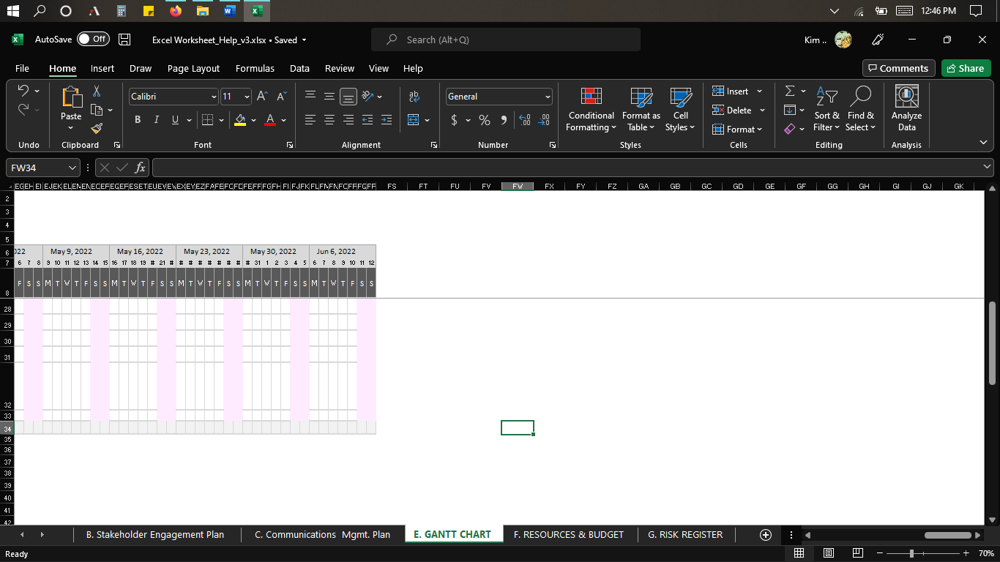 12:46 PM
AutoSave Off Excel Worksheet_Help_v3.xlsx • Saved Search (Alt+Q) Kim ..
File Home Insert Draw Page Layout Formulas Data Review View Help Comments Share
Calibri 11 General Insert
Paste Conditional Formatting Format as Table Cell Styles Delete Sort & Filter Find & Select Analyze Data
B I U A $ % Format
Undo Clipboard Font Alignment Number Styles Cells Editing Analysis
FW34 fx
FS FT FU FV FW FX FY FZ GA GB GC GD GE GF GG GH GI GJ GK
2
3
4
5
6 022 May 9, 2022 May 16, 2022 May 23, 2022 May 30, 2022 Jun 6, 2022
7 6 7 8 9 10 11 12 13 14 15 16 17 18 19 # 21 # # # # # # # # # 31 1 2 3 4 5 6 7 8 9 10 11 12
8 F S S M T W T F S S M T W T F S S M T W T F S S M T W T F S S M T W T F S S
28
29
30
31
32
33
34
35
36
37
38
39
40
41
42
B. Stakeholder Engagement Plan C. Communications Mgmt. Plan E. GANTT CHART F. RESOURCES & BUDGET G. RISK REGISTER
Ready 70%